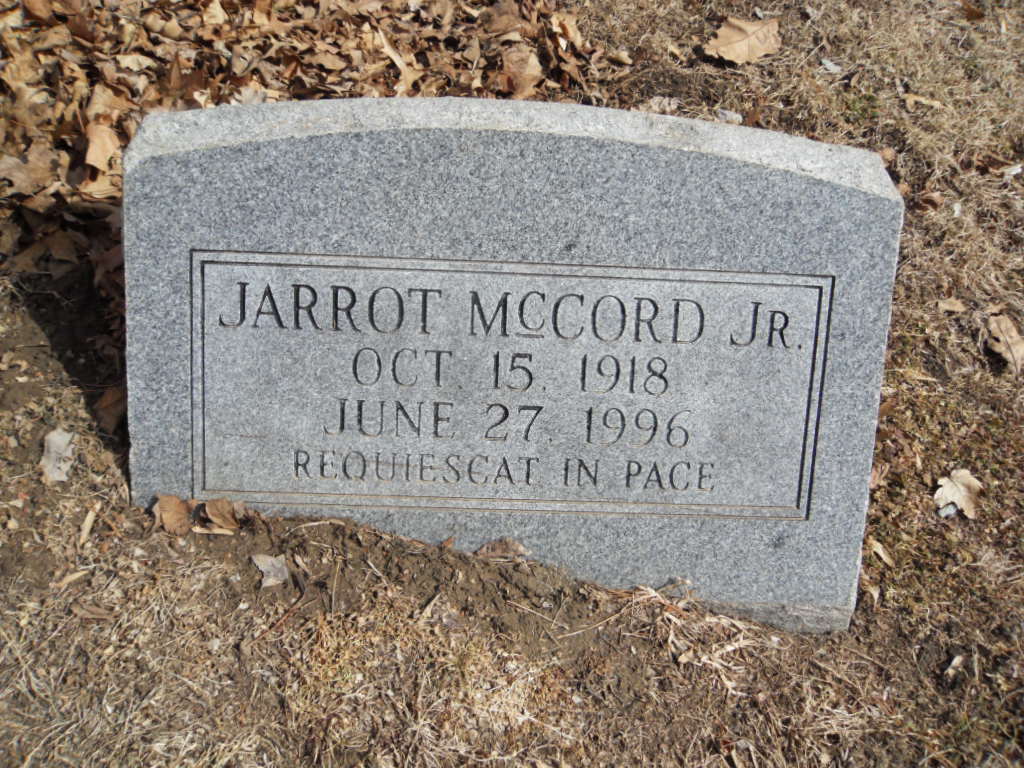 JARROT McCORD JR.
OCT. 15. 1918
JUNE 27. 1996
REQUIESCAT IN PACE